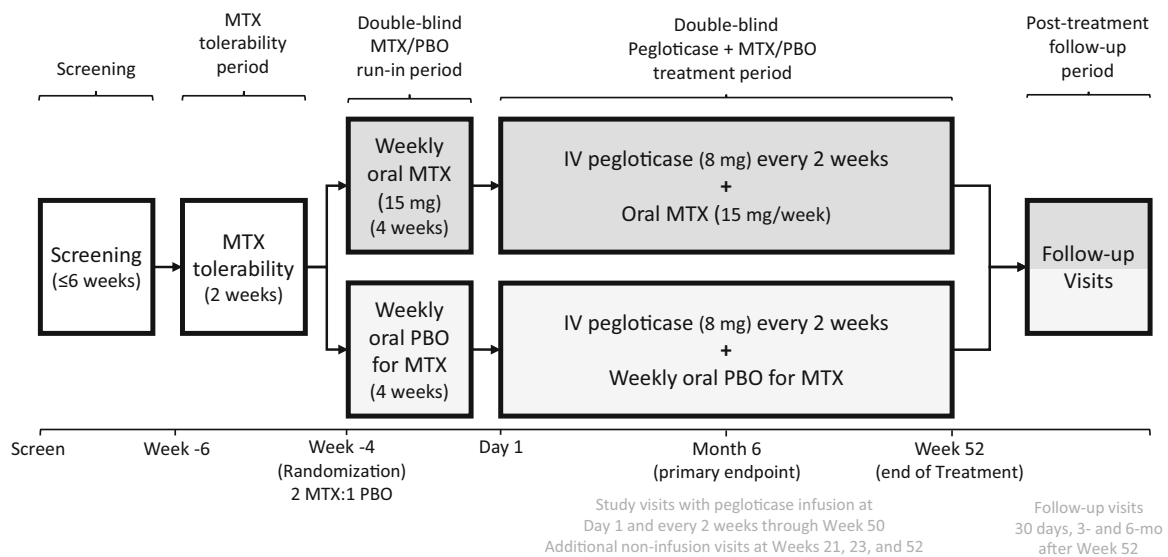 Screening
MTX
tolerability
period
Double-blind
MTX/PBO
run-in period
Double-blind
Pegloticase + MTX/PBO
treatment period
Post-treatment
follow-up
period
Screening
(≤6 weeks)
MTX
tolerability
(2 weeks)
Weekly
oral MTX
(15 mg)
(4 weeks)
IV pegloticase (8 mg) every 2 weeks
+
Oral MTX (15 mg/week)
Weekly
oral PBO
for MTX
(4 weeks)
IV pegloticase (8 mg) every 2 weeks
+
Weekly oral PBO for MTX
Follow-up
Visits
Screen
Week -6
Week -4
(Randomization)
2 MTX:1 PBO
Day 1
Month 6
(primary endpoint)
Week 52
(end of Treatment)
Study visits with pegloticase infusion at
Day 1 and every 2 weeks through Week 50
Additional non-infusion visits at Weeks 21, 23, and 52
Follow-up visits
30 days, 3- and 6-mo
after Week 52